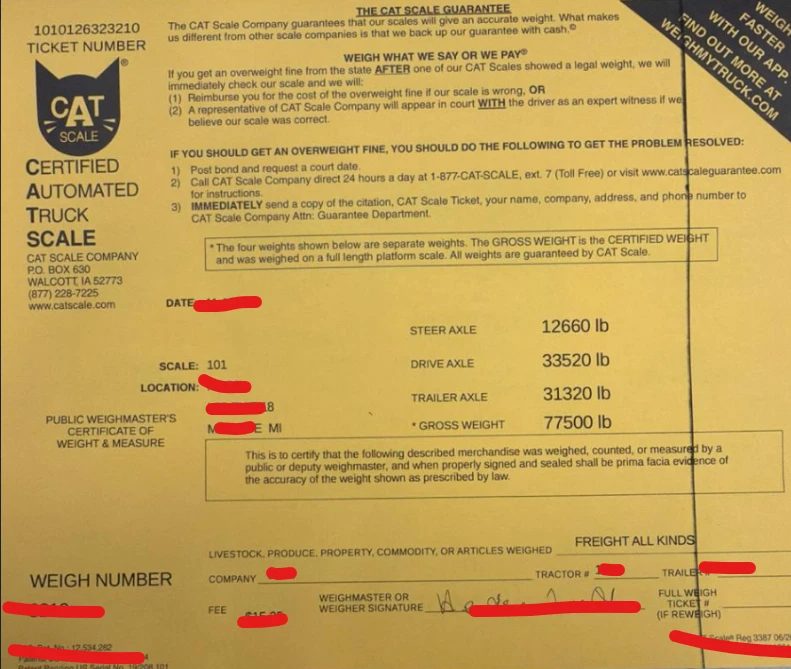 1010126323210
TICKET NUMBER
CAT
SCALE
®
CERTIFIED
AUTOMATED
TRUCK
SCALE
CAT SCALE COMPANY
P.O. BOX 630
WALCOTT, IA 52773
(877) 228-7225
www.catscale.com
THE CAT SCALE GUARANTEE
The CAT Scale Company guarantees that our scales will give an accurate weight. What makes
us different from other scale companies is that we back up our guarantee with cash.©
WEIGH WHAT WE SAY OR WE PAY®
If you get an overweight fine from the state AFTER one of our CAT Scales showed a legal weight, we will
immediately check our scale and we will:
(1) Reimburse you for the cost of the overweight fine if our scale is wrong, OR
(2) A representative of CAT Scale Company will appear in court WITH the driver as an expert witness if we
believe our scale was correct.
IF YOU SHOULD GET AN OVERWEIGHT FINE, YOU SHOULD DO THE FOLLOWING TO GET THE PROBLEM RESOLVED:
1) Post bond and request a court date.
2) Call CAT Scale Company direct 24 hours a day at 1-877-CAT-SCALE, ext. 7 (Toll Free) or visit www.catscaleguarantee.com
for instructions.
3) IMMEDIATELY send a copy of the citation, CAT Scale Ticket, your name, company, address, and phone number to
CAT Scale Company Attn: Guarantee Department.
WEIGH
FASTER
WITH OUR APP.
FIND OUT MORE AT
WEIGHMYTRUCK.COM
* The four weights shown below are separate weights. The GROSS WEIGHT is the CERTIFIED WEIGHT
and was weighed on a full length platform scale. All weights are guaranteed by CAT Scale.
DATE
STEER AXLE 12660 lb
SCALE: 101 DRIVE AXLE 33520 lb
LOCATION:
TRAILER AXLE 31320 lb
E MI * GROSS WEIGHT 77500 lb
PUBLIC WEIGHMASTER'S
CERTIFICATE OF
WEIGHT & MEASURE
This is to certify that the following described merchandise was weighed, counted, or measured by a
public or deputy weighmaster, and when properly signed and sealed shall be prima facia evidence of
the accuracy of the weight shown as prescribed by law.
LIVESTOCK, PRODUCE, PROPERTY, COMMODITY, OR ARTICLES WEIGHED FREIGHT ALL KINDS
WEIGH NUMBER
COMPANY TRACTOR # TRAILER #
FEE WEIGHMASTER OR
WEIGHER SIGNATURE
FULL WEIGH
TICKET #
(IF REWEIGH)